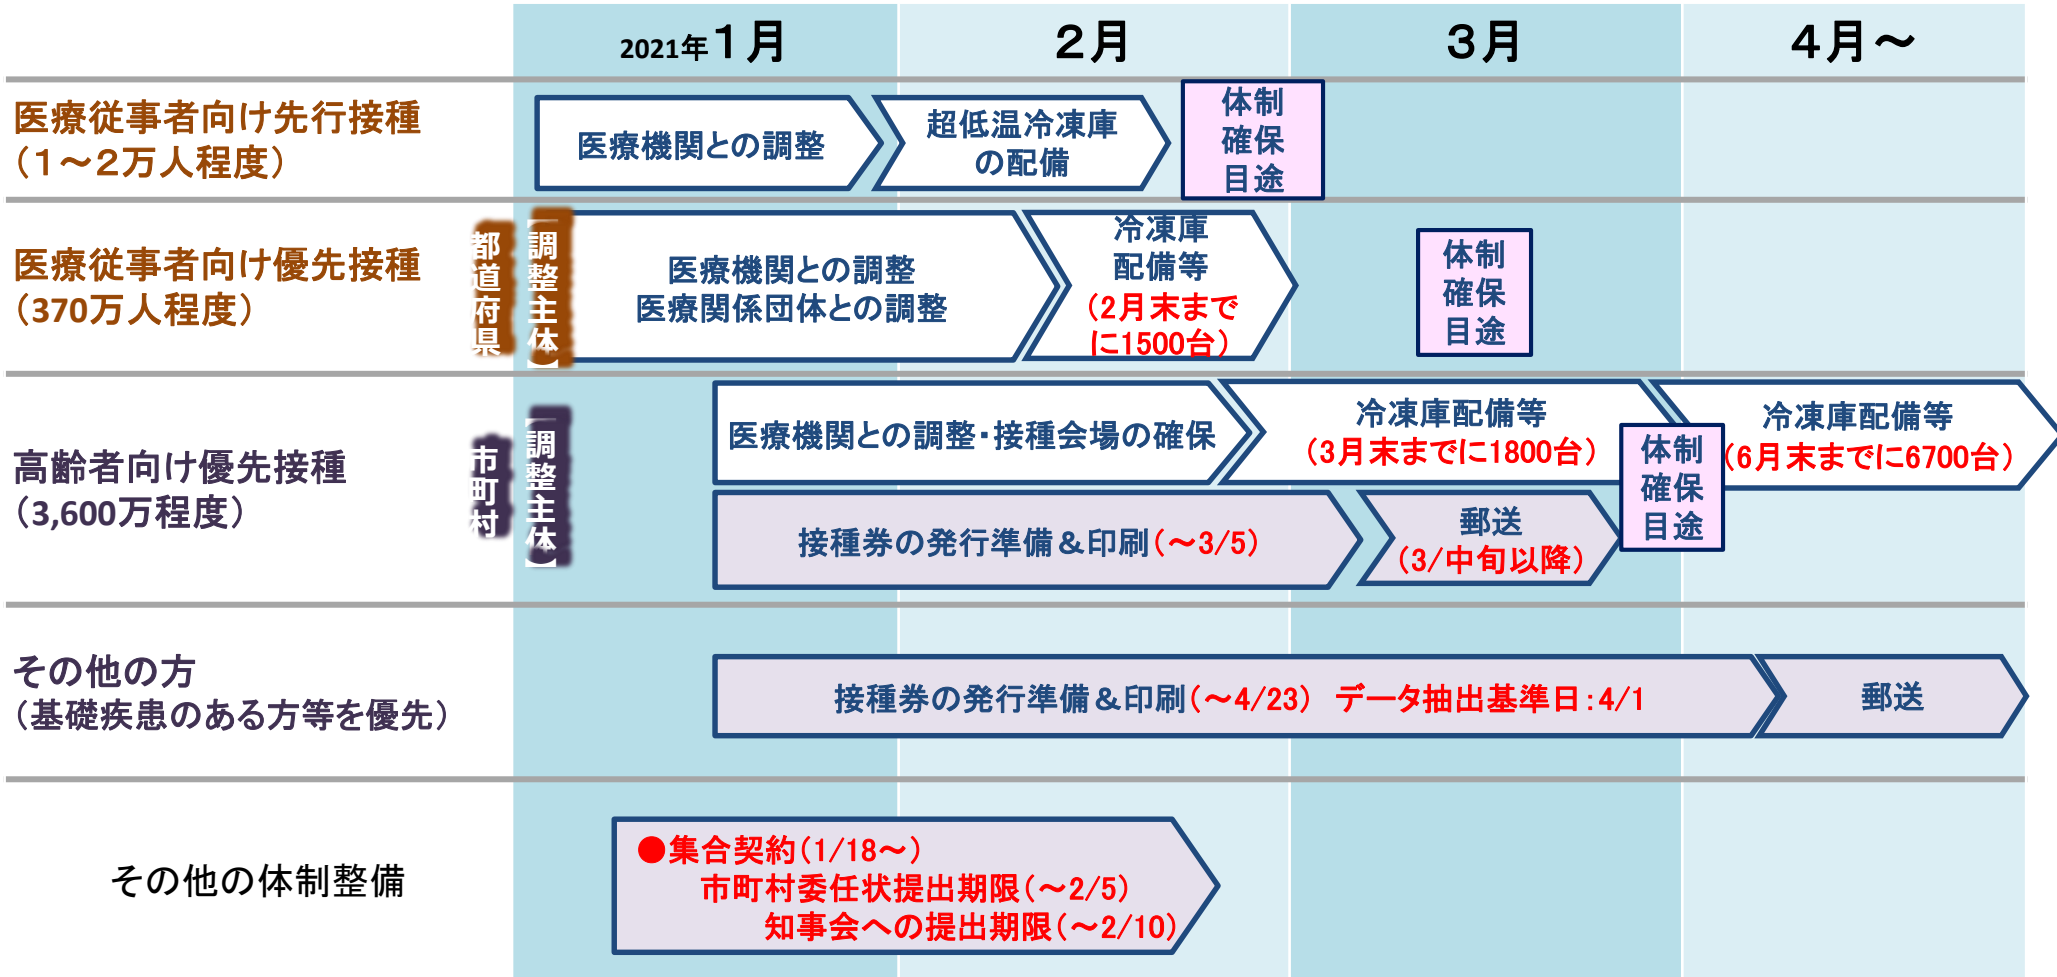 2021年１月
２月
３月
４月～
医療従事者向け先行接種
（１～２万人程度）
医療機関との調整
超低温冷凍庫
の配備
体制
確保
目途
医療従事者向け優先接種
（370万人程度）
【調整主体】
都道府県
医療機関との調整
医療関係団体との調整
冷凍庫
配備等
（2月末まで
に1500台）
体制
確保
目途
高齢者向け優先接種
（3,600万程度）
【調整主体】
市町村
医療機関との調整・接種会場の確保
冷凍庫配備等
（3月末までに1800台）
冷凍庫配備等
（6月末までに6700台）
体制
確保
目途
接種券の発行準備＆印刷（～3/5）
郵送
（3/中旬以降）
その他の方
（基礎疾患のある方等を優先）
接種券の発行準備＆印刷（～4/23） データ抽出基準日：4/1
郵送
その他の体制整備
●集合契約（1/18～）
市町村委任状提出期限（～2/5）
知事会への提出期限（～2/10）